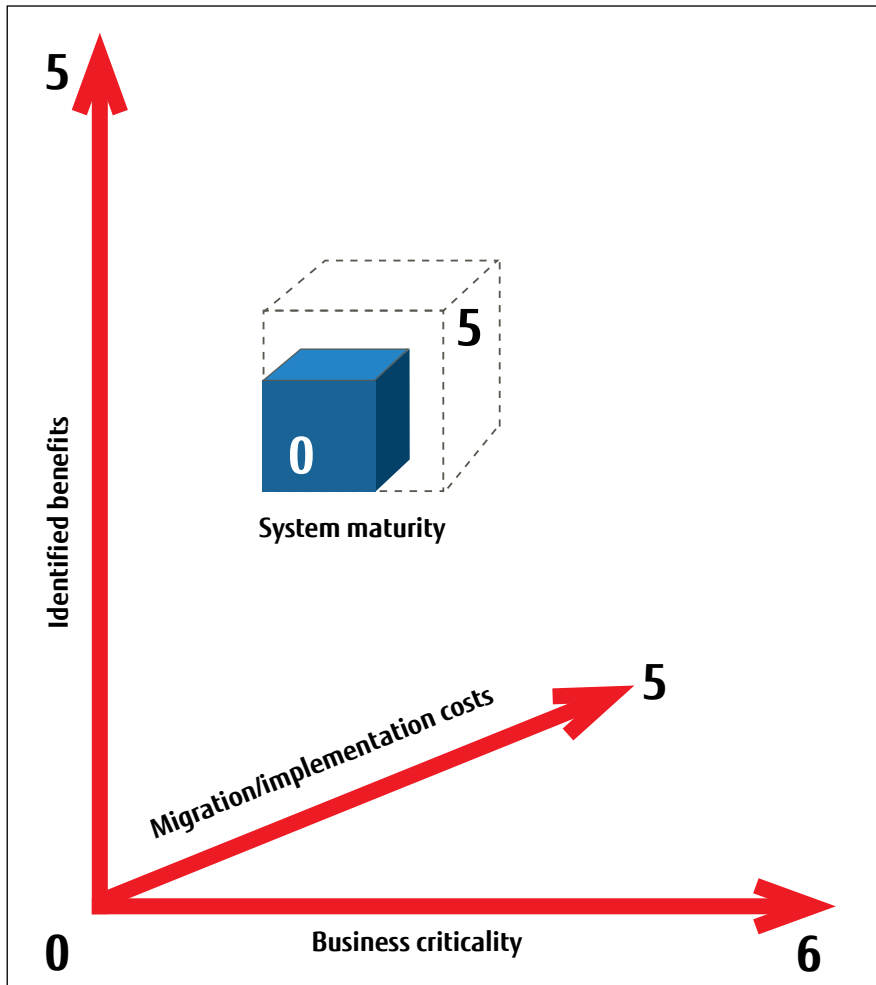 5
5
0
System maturity
Identified benefits
5
Migration/implementation costs
Business criticality
0
6